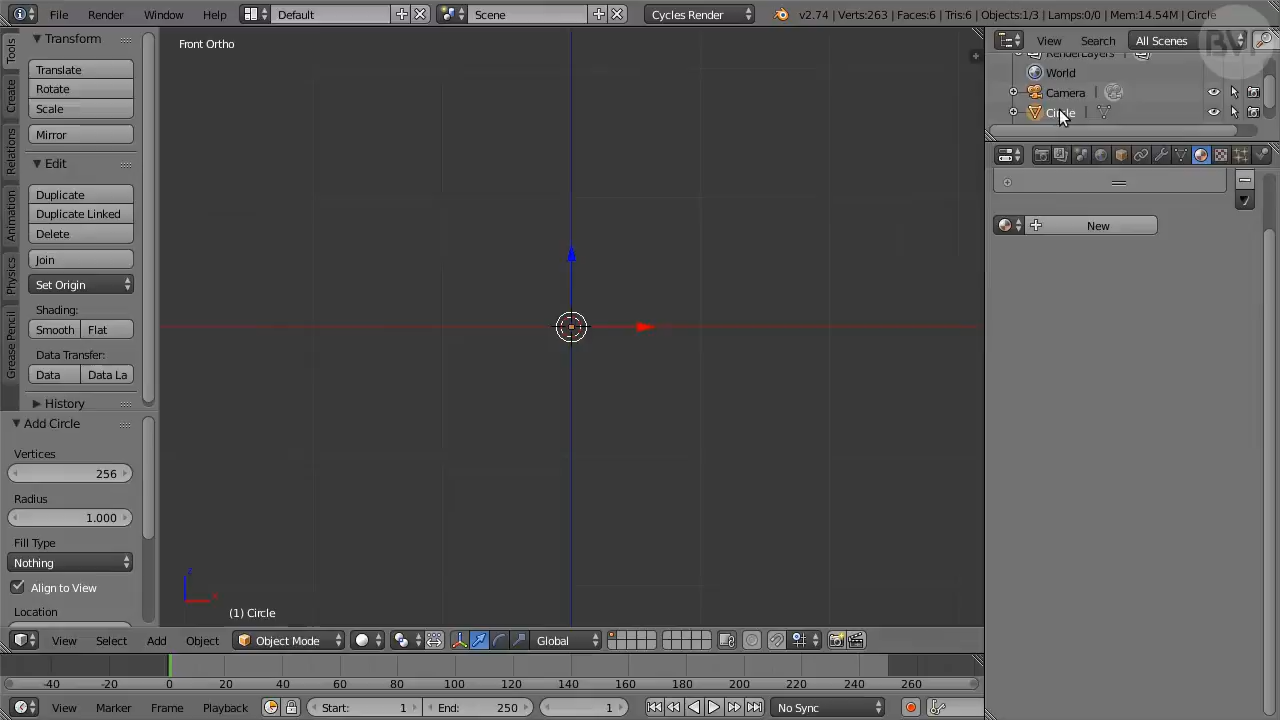 File Render Window Help Default Scene Cycles Render v2.74 | Verts:263 | Faces:6 | Tris:6 | Objects:1/3 | Lamps:0/0 | Mem:14.54M | Circle
Tools
Create
Relations
Animation
Physics
Grease Pencil
Transform
Translate
Rotate
Scale
Mirror
Edit
Duplicate
Duplicate Linked
Delete
Join
Set Origin
Shading:
Smooth Flat
Data Transfer:
Data Data La
History
Add Circle
Vertices
256
Radius
1.000
Fill Type
Nothing
Align to View
Location
Front Ortho
z
x
(1) Circle
View Select Add Object Object Mode Global
-40 -20 0 20 40 60 80 100 120 140 160 180 200 220 240 260
View Marker Frame Playback Start: 1 End: 250 1 No Sync
View Search All Scenes
RenderLayers
World
Camera
Circle
New